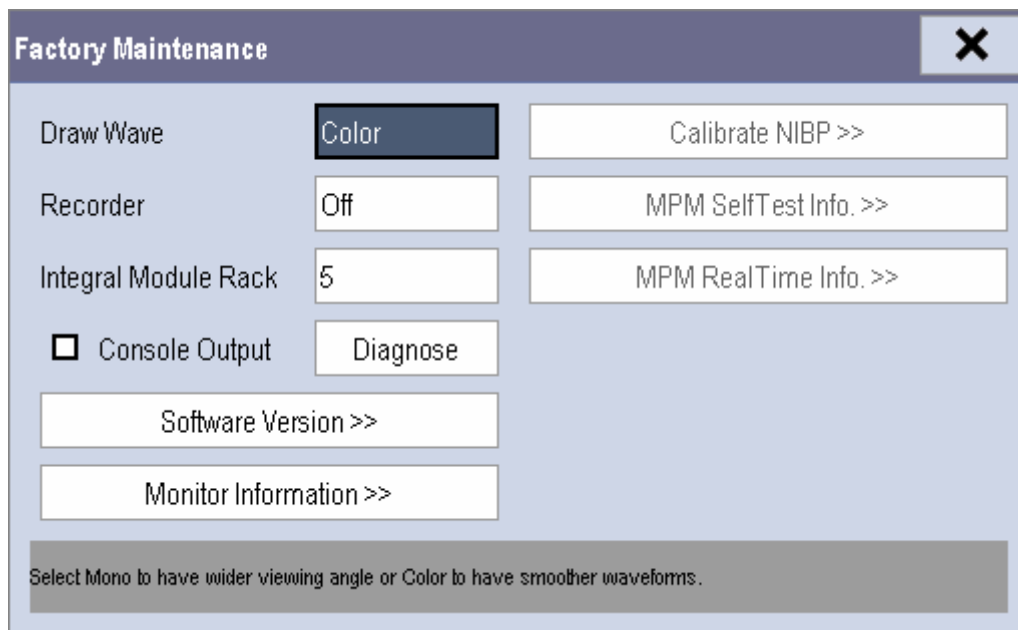 Factory Maintenance
Draw Wave Color Calibrate NIBP >>
Recorder Off MPM SelfTest Info. >>
Integral Module Rack 5 MPM RealTime Info. >>
Console Output Diagnose
Software Version >>
Monitor Information >>
Select Mono to have wider viewing angle or Color to have smoother waveforms.